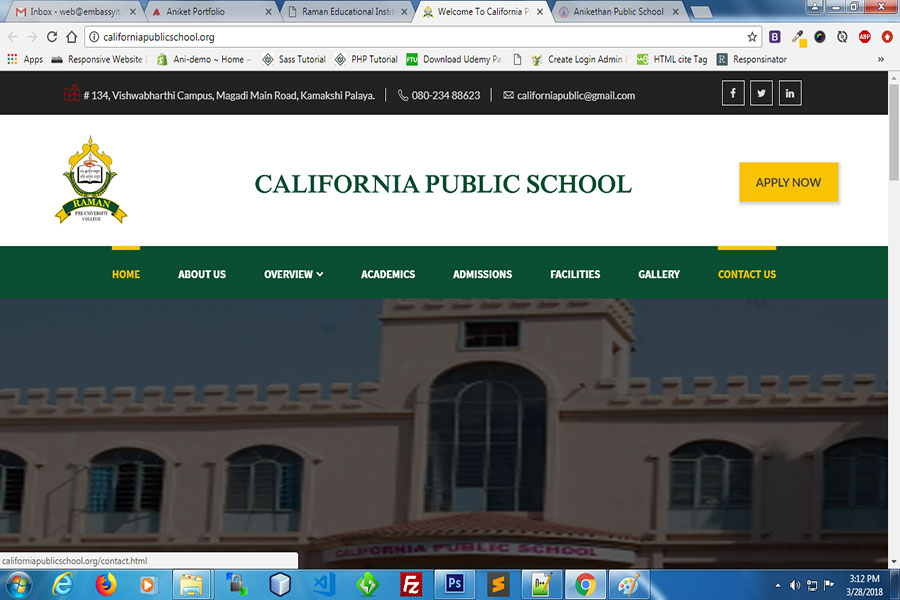 Inbox - web@embassyit
Aniket Portfolio
Raman Educational Instit
Welcome To California P
Anikethan Public School
californiapublicschool.org
Apps
Responsive Website
Ani-demo ~ Home ~
Sass Tutorial
PHP Tutorial
Download Udemy Pa
Create Login Admin
HTML cite Tag
Responsinator
»
# 134, Vishwabharthi Campus, Magadi Main Road, Kamakshi Palaya.
080-234 88623
californiapublic@gmail.com
RAMAN
PRE-UNIVERSITY
COLLEGE
CALIFORNIA PUBLIC SCHOOL
APPLY NOW
HOME
ABOUT US
OVERVIEW
ACADEMICS
ADMISSIONS
FACILITIES
GALLERY
CONTACT US
CALIFORNIA PUBLIC SCHOOL
californiapublicschool.org/contact.html
3:12 PM
3/28/2018